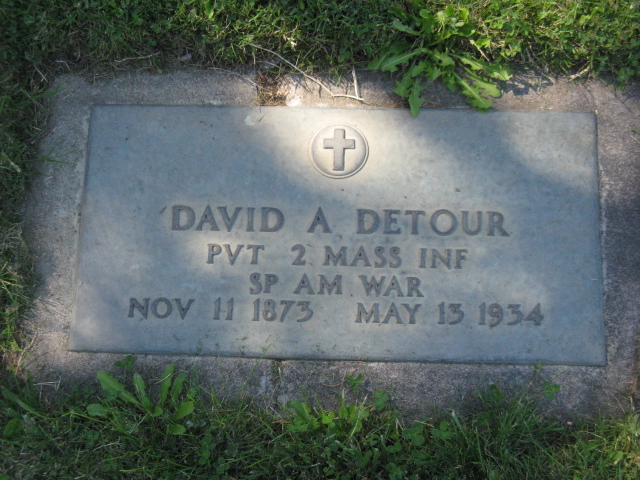 DAVID A DETOUR
PVT 2 MASS INF
SP AM WAR
NOV 11 1873 MAY 13 1934